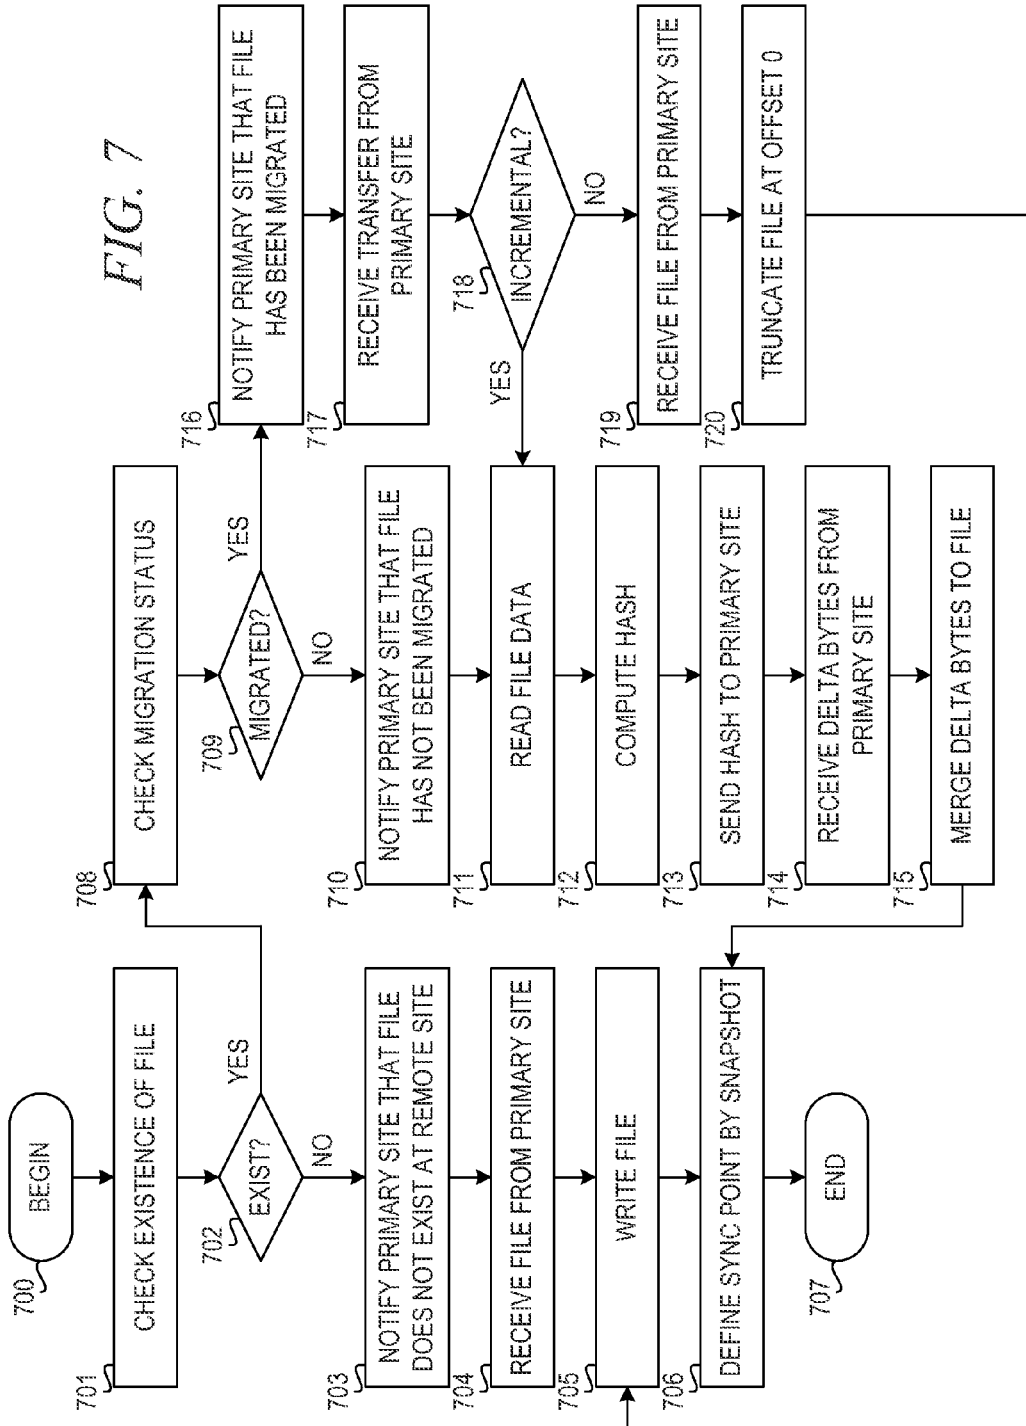 FIG. 7
700
BEGIN
701
CHECK EXISTENCE OF FILE
702
EXIST?
YES
NO
703
NOTIFY PRIMARY SITE THAT FILE
DOES NOT EXIST AT REMOTE SITE
704
RECEIVE FILE FROM PRIMARY SITE
705
WRITE FILE
706
DEFINE SYNC POINT BY SNAPSHOT
707
END
708
CHECK MIGRATION STATUS
709
MIGRATED?
YES
NO
710
NOTIFY PRIMARY SITE THAT FILE
HAS NOT BEEN MIGRATED
711
READ FILE DATA
712
COMPUTE HASH
713
SEND HASH TO PRIMARY SITE
714
RECEIVE DELTA BYTES FROM
PRIMARY SITE
715
MERGE DELTA BYTES TO FILE
716
NOTIFY PRIMARY SITE THAT FILE
HAS BEEN MIGRATED
717
RECEIVE TRANSFER FROM
PRIMARY SITE
718
INCREMENTAL?
YES
NO
719
RECEIVE FILE FROM PRIMARY SITE
720
TRUNCATE FILE AT OFFSET 0